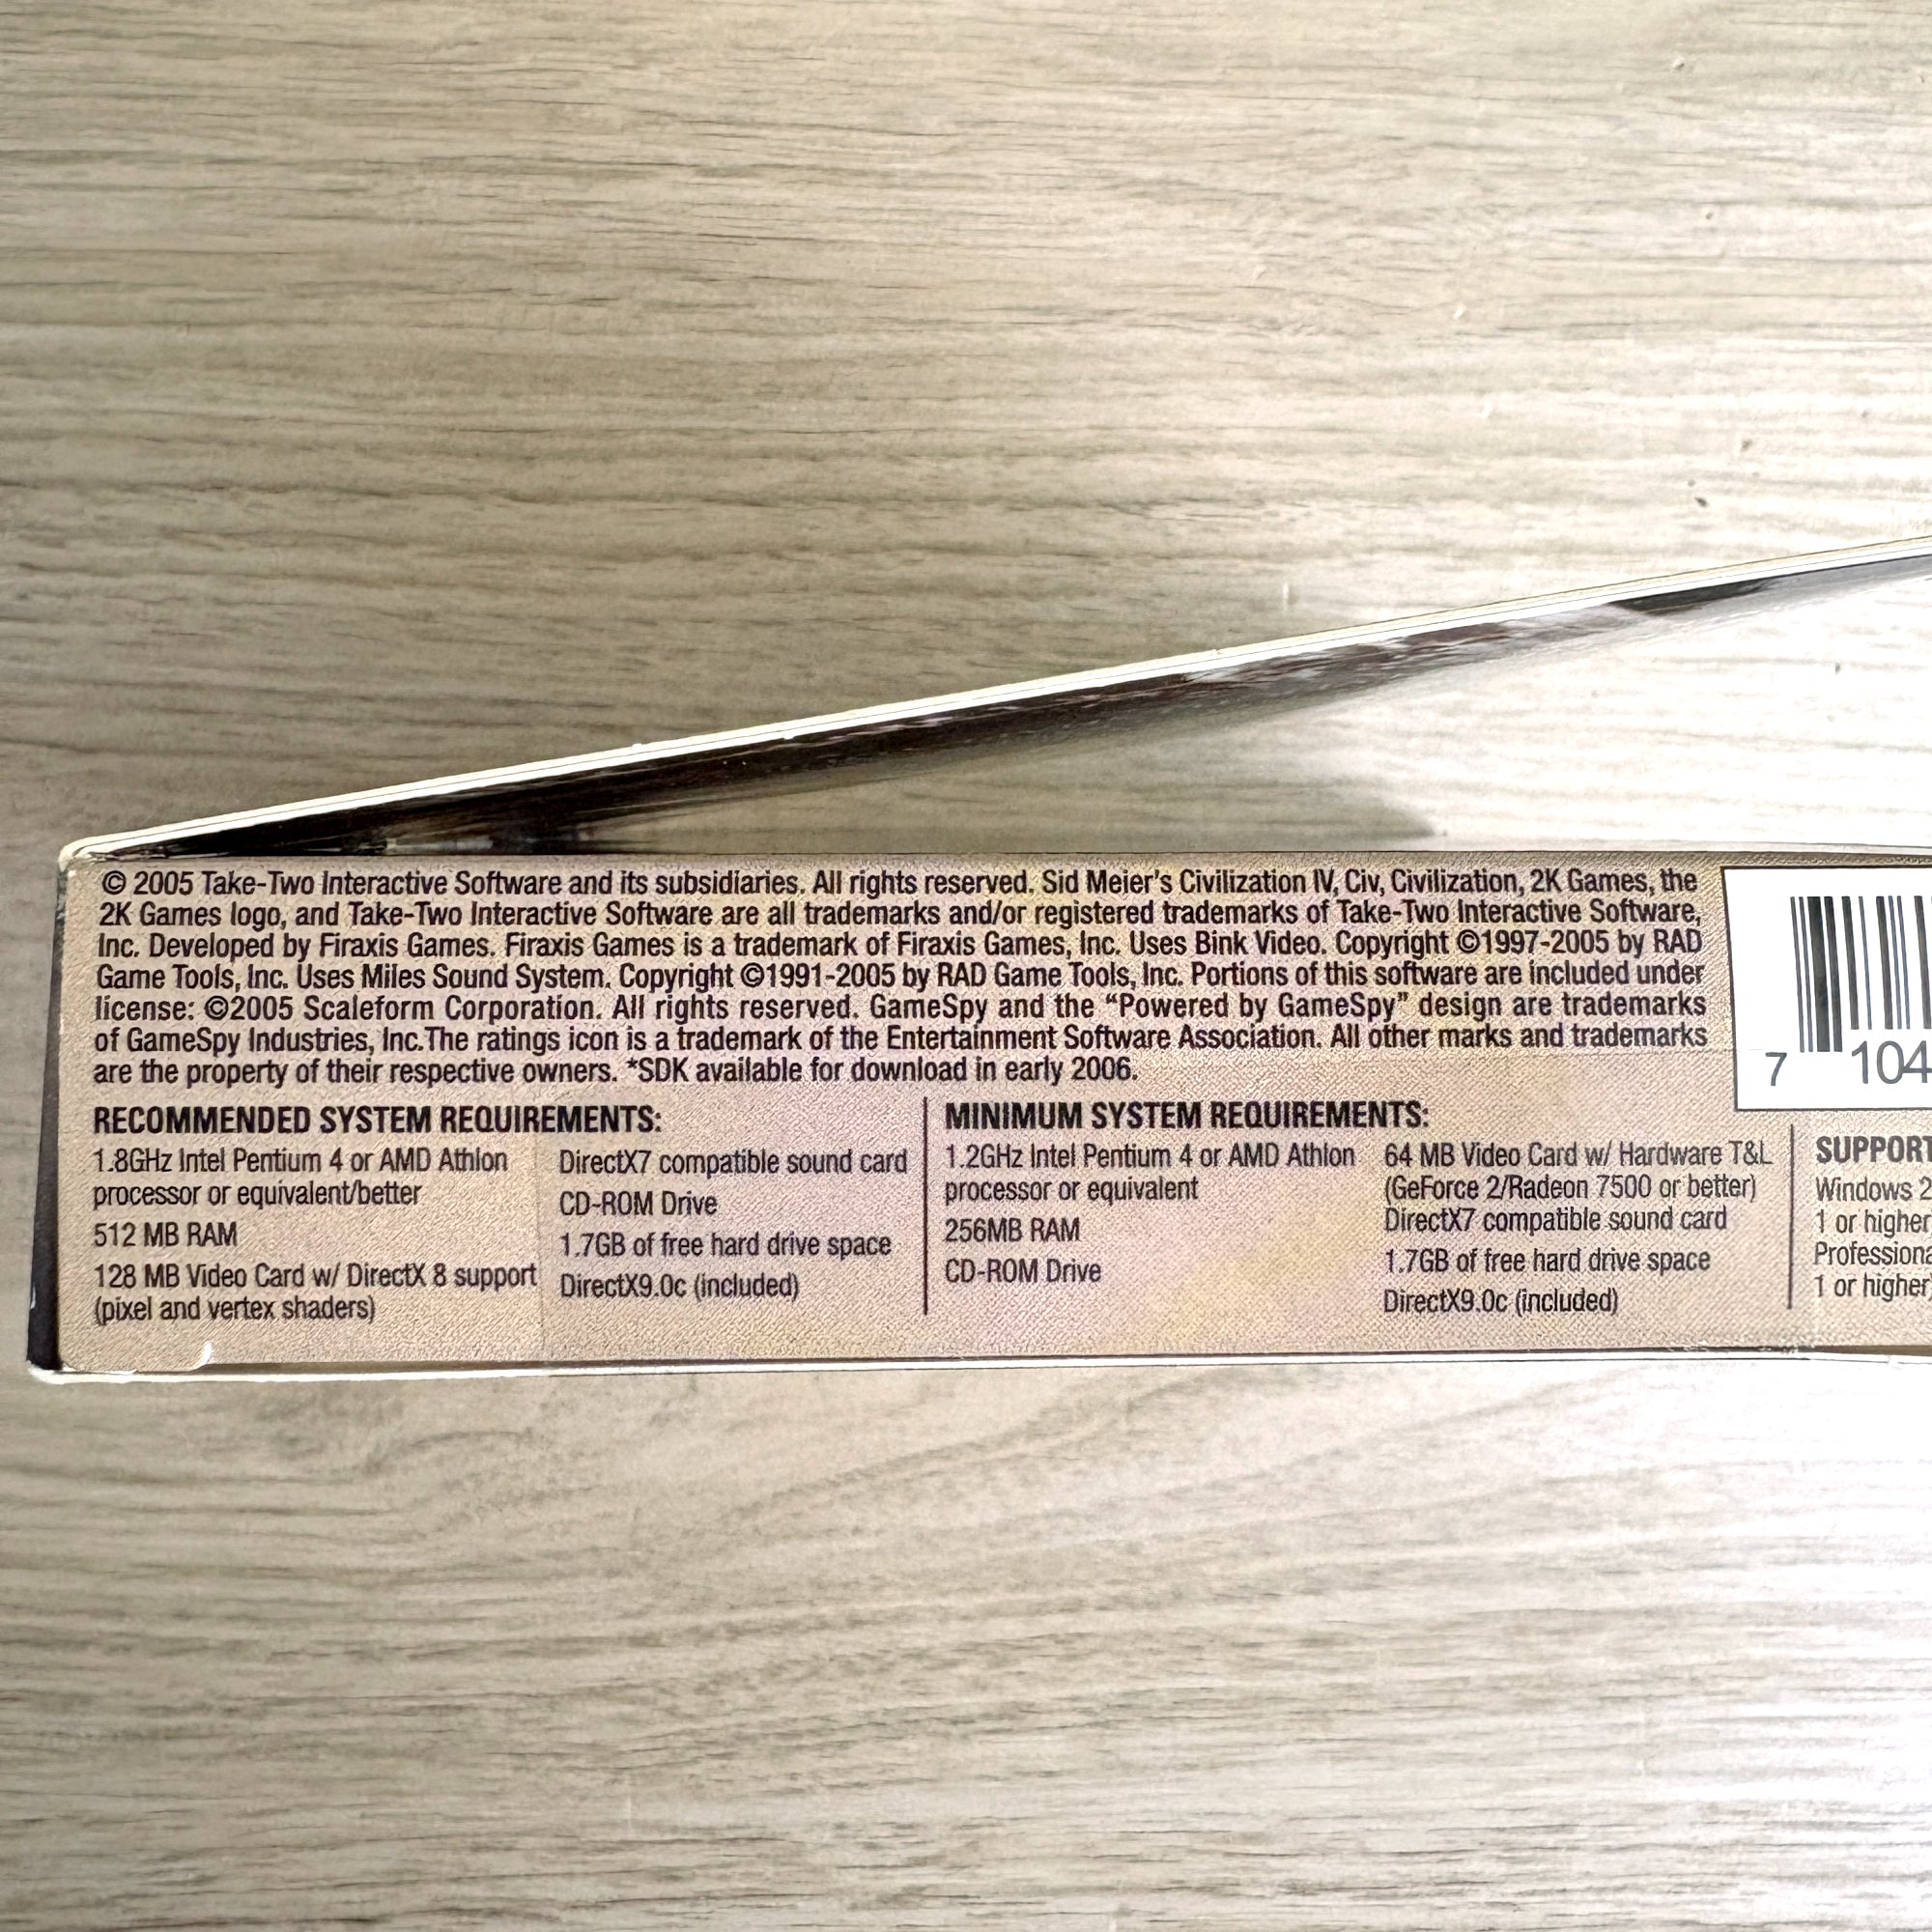 © 2005 Take-Two Interactive Software and its subsidiaries. All rights reserved. Sid Meier's Civilization IV, Civ, Civilization, 2K Games, the
2K Games logo, and Take-Two Interactive Software are all trademarks and/or registered trademarks of Take-Two Interactive Software,
Inc. Developed by Firaxis Games. Firaxis Games is a trademark of Firaxis Games, Inc. Uses Bink Video. Copyright ©1997-2005 by RAD
Game Tools, Inc. Uses Miles Sound System. Copyright ©1991-2005 by RAD Game Tools, Inc. Portions of this software are included under
license: ©2005 Scaleform Corporation. All rights reserved. GameSpy and the “Powered by GameSpy” design are trademarks
of GameSpy Industries, Inc.The ratings icon is a trademark of the Entertainment Software Association. All other marks and trademarks
are the property of their respective owners. *SDK available for download in early 2006.
7 104
RECOMMENDED SYSTEM REQUIREMENTS:
1.8GHz Intel Pentium 4 or AMD Athlon
processor or equivalent/better
512 MB RAM
128 MB Video Card w/ DirectX 8 support
(pixel and vertex shaders)
DirectX7 compatible sound card
CD-ROM Drive
1.7GB of free hard drive space
DirectX9.0c (included)
MINIMUM SYSTEM REQUIREMENTS:
1.2GHz Intel Pentium 4 or AMD Athlon
processor or equivalent
256MB RAM
CD-ROM Drive
64 MB Video Card w/ Hardware T&L
(GeForce 2/Radeon 7500 or better)
DirectX7 compatible sound card
1.7GB of free hard drive space
DirectX9.0c (included)
SUPPORT
Windows 2
1 or higher
Professiona
1 or higher